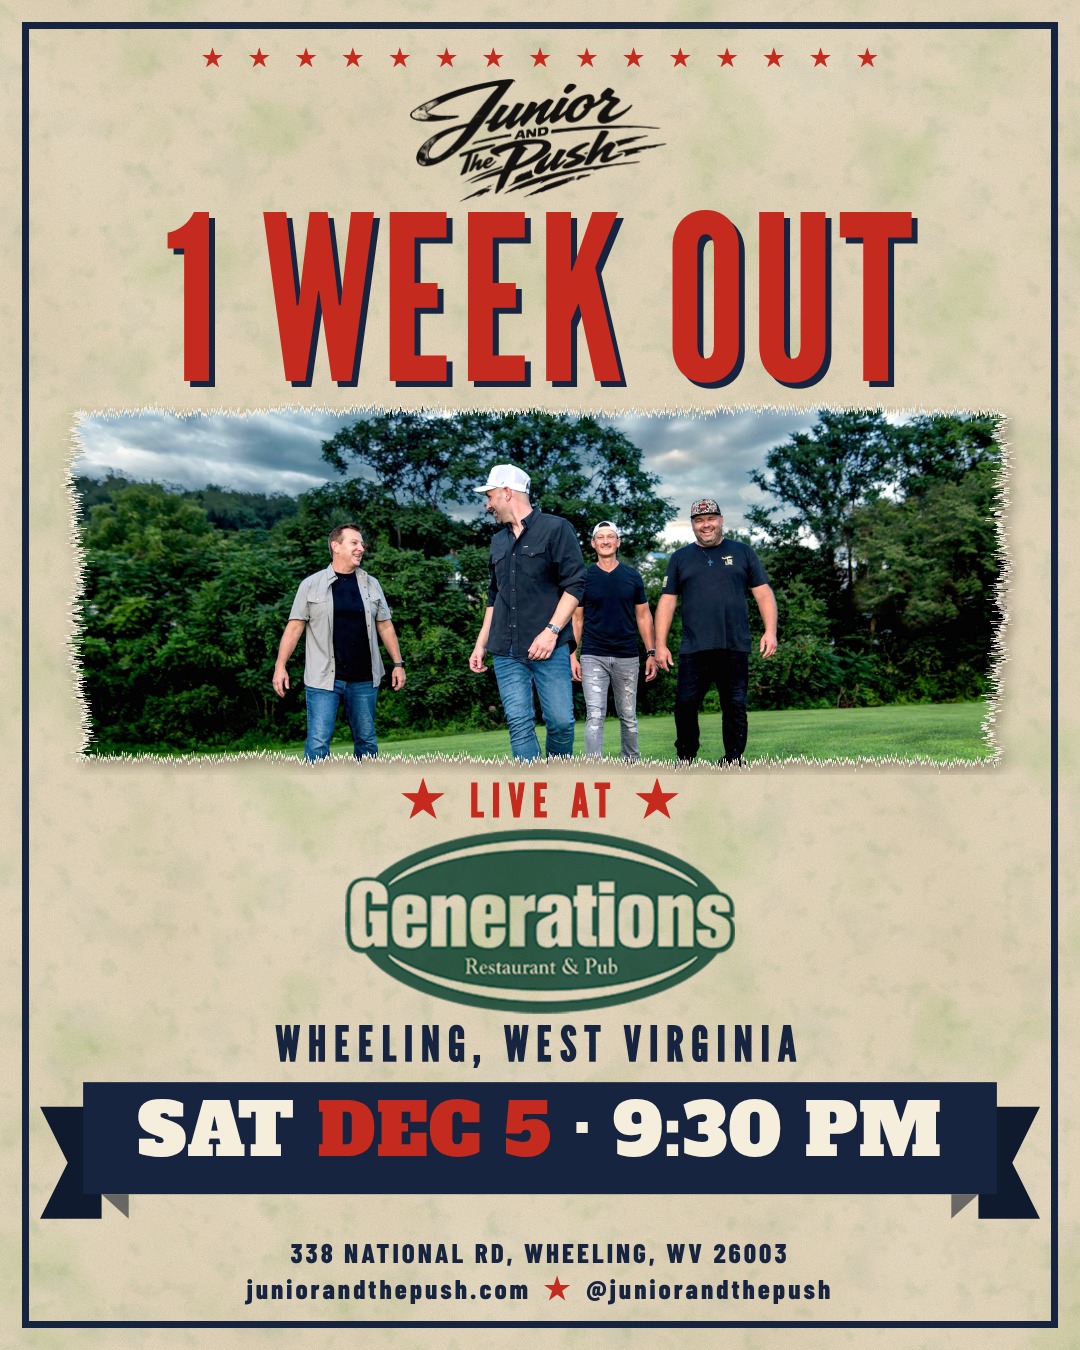 Junior
AND
The Push
1 WEEK OUT
★ LIVE AT ★
Generations
Restaurant & Pub
WHEELING, WEST VIRGINIA
SAT DEC 5 · 9:30 PM
338 NATIONAL RD, WHEELING, WV 26003
juniorandthepush.com ★ @juniorandthepush